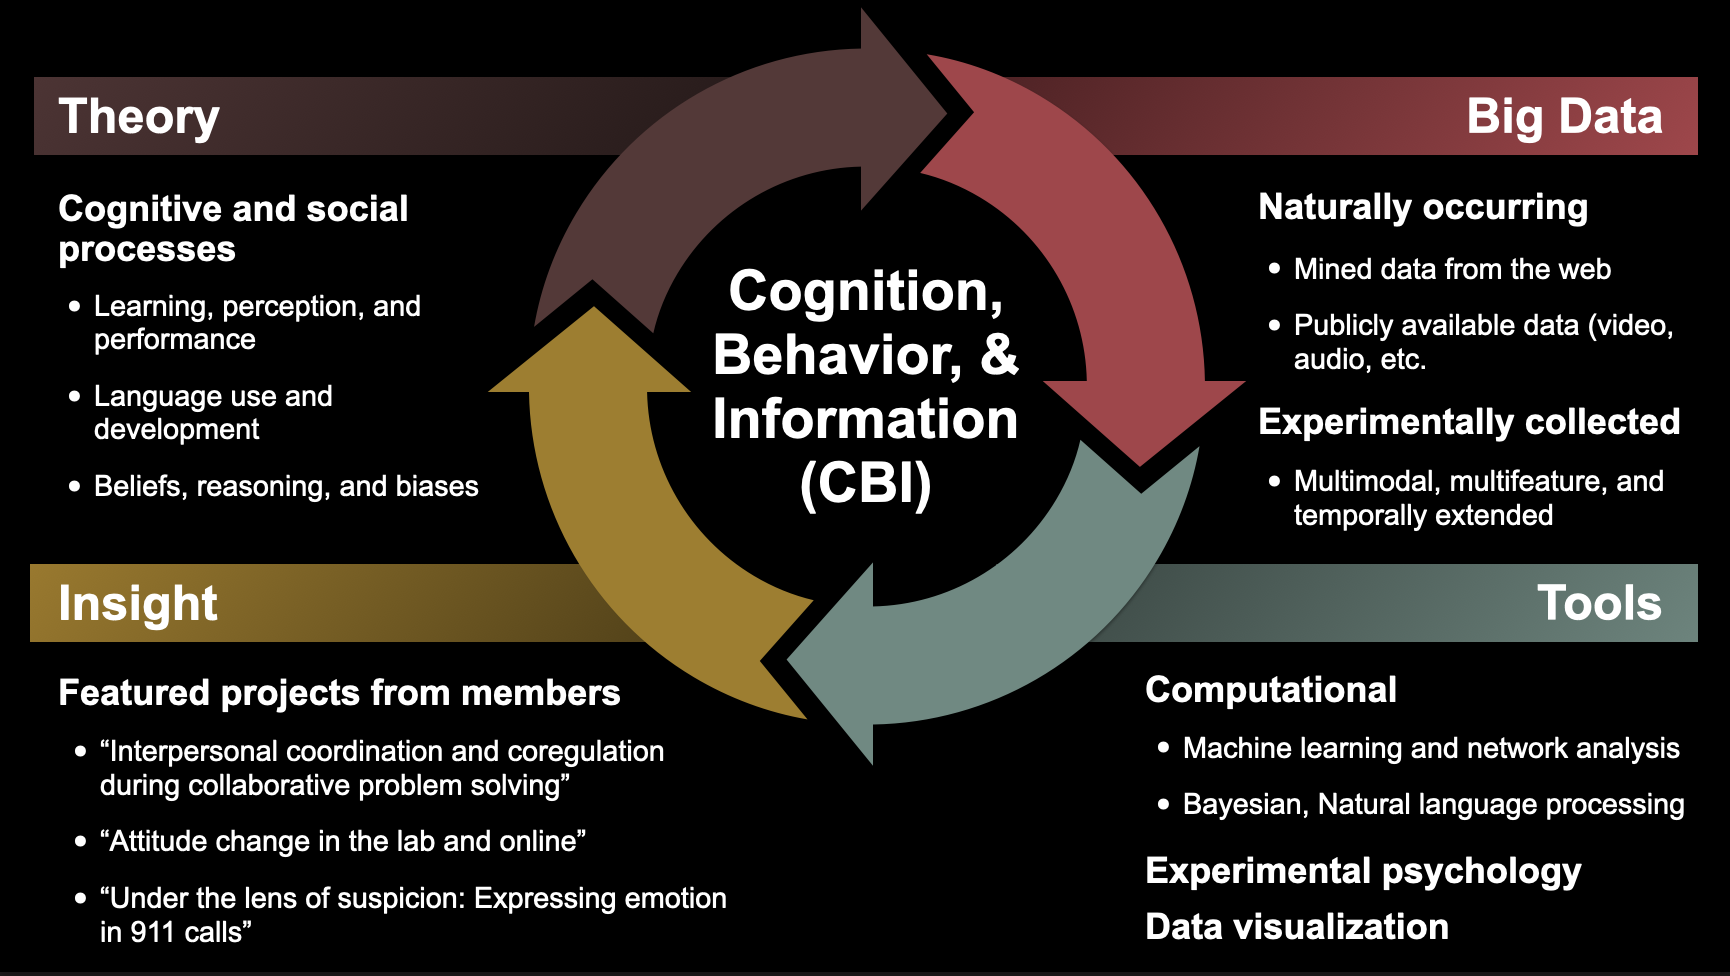 Theory
Cognitive and social
processes
• Learning, perception, and
performance
• Language use and
development
• Beliefs, reasoning, and biases
Big Data
Naturally occurring
• Mined data from the web
• Publicly available data (video,
audio, etc.
Experimentally collected
• Multimodal, multifeature, and
temporally extended
Cognition,
Behavior, &
Information
(CBI)
Insight
Featured projects from members
• “Interpersonal coordination and coregulation
during collaborative problem solving”
• “Attitude change in the lab and online”
• “Under the lens of suspicion: Expressing emotion
in 911 calls”
Tools
Computational
• Machine learning and network analysis
• Bayesian, Natural language processing
Experimental psychology
Data visualization